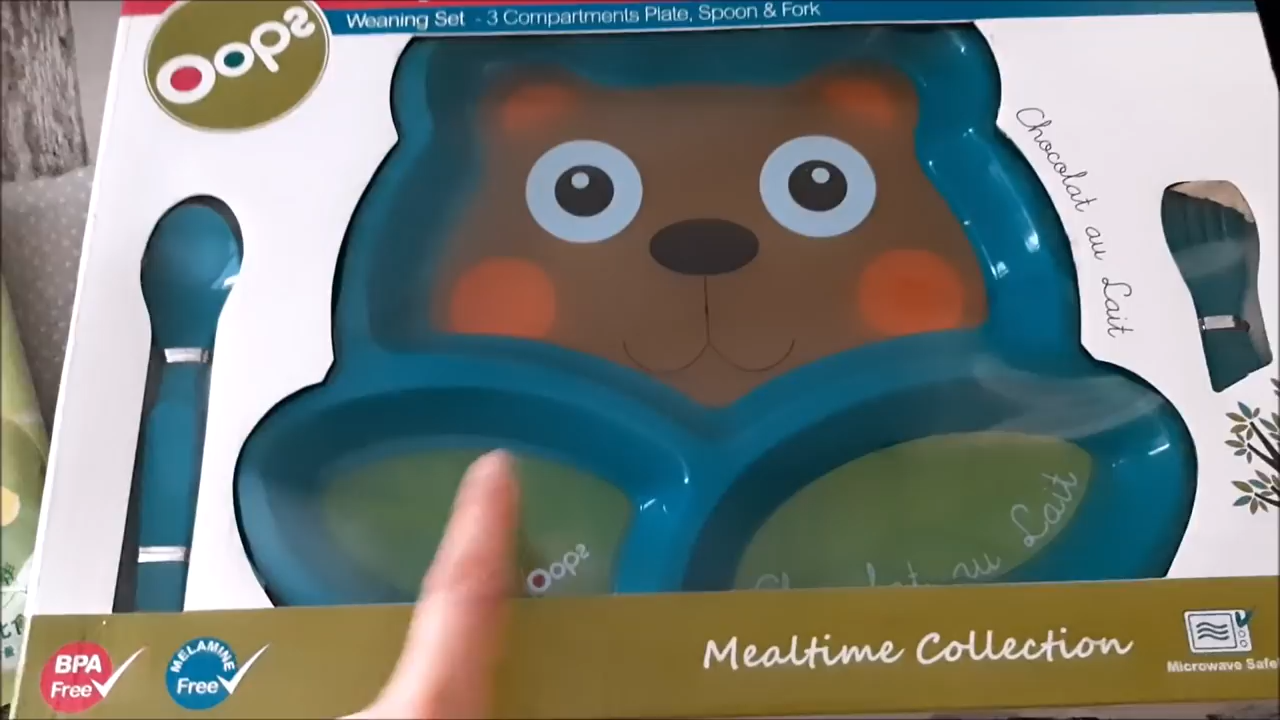 Oops
Weaning Set - 3 Compartments Plate, Spoon & Fork
Chocolat au Lait
Oops
au Lait
BPA
Free
MELAMINE
Free
Mealtime Collection
Microwave Safe